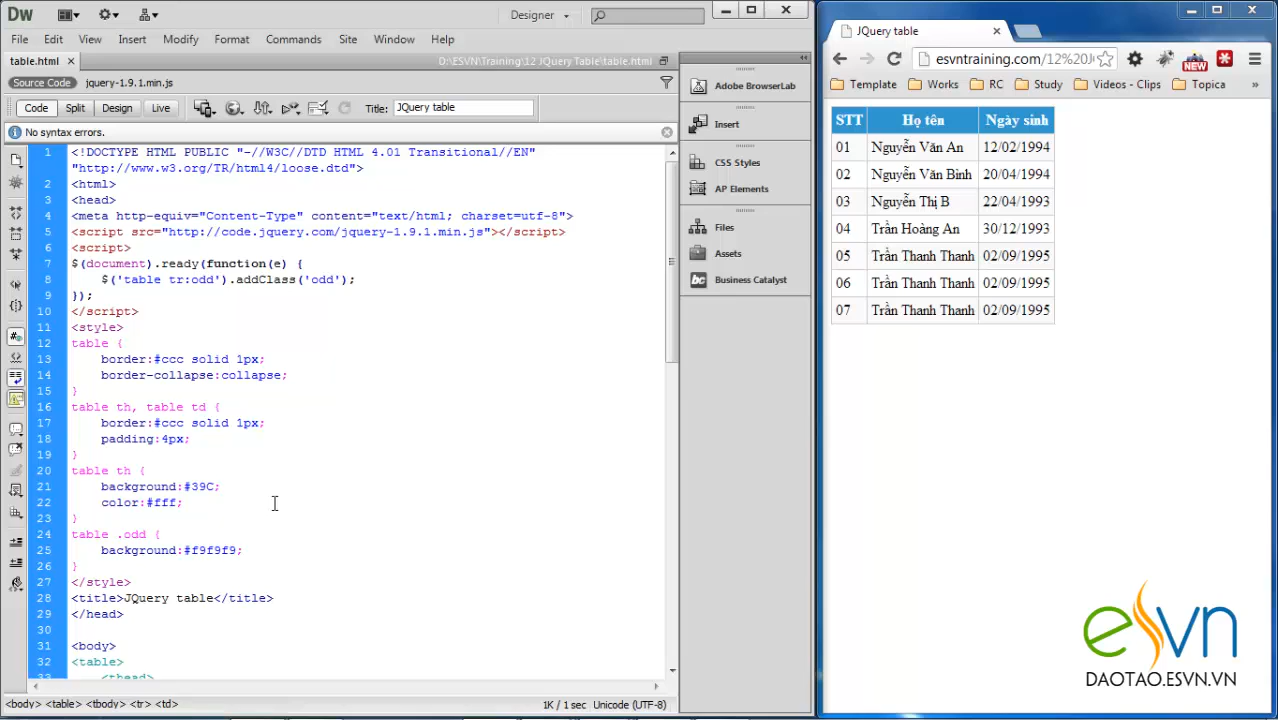 Dw
Designer
File Edit View Insert Modify Format Commands Site Window Help
table.html × D:\ESVN\Training\12 JQuery Table\table.html
Source Code jquery-1.9.1.min.js
Code Split Design Live Title: JQuery table
No syntax errors.
1 <!DOCTYPE HTML PUBLIC "-//W3C//DTD HTML 4.01 Transitional//EN"
"http://www.w3.org/TR/html4/loose.dtd">
2 <html>
3 <head>
4 <meta http-equiv="Content-Type" content="text/html; charset=utf-8">
5 <script src="http://code.jquery.com/jquery-1.9.1.min.js"></script>
6 <script>
7 $(document).ready(function(e) {
8 $('table tr:odd').addClass('odd');
9 });
10 </script>
11 <style>
12 table {
13 border:#ccc solid 1px;
14 border-collapse:collapse;
15 }
16 table th, table td {
17 border:#ccc solid 1px;
18 padding:4px;
19 }
20 table th {
21 background:#39C;
22 color:#fff;
23 }
24 table .odd {
25 background:#f9f9f9;
26 }
27 </style>
28 <title>JQuery table</title>
29 </head>
30
31 <body>
32 <table>
33 <thead>
<body> <table> <tbody> <tr> <td> 1K / 1 sec Unicode (UTF-8)
Adobe BrowserLab
Insert
CSS Styles
AP Elements
Files
Assets
Business Catalyst
JQuery table
esvntraining.com/12%20J
NEW
Template Works RC Study Videos - Clips Topica »
STT Họ tên Ngày sinh
01 Nguyễn Văn An 12/02/1994
02 Nguyễn Văn Bình 20/04/1994
03 Nguyễn Thị B 22/04/1993
04 Trần Hoàng An 30/12/1993
05 Trần Thanh Thanh 02/09/1995
06 Trần Thanh Thanh 02/09/1995
07 Trần Thanh Thanh 02/09/1995
esvn
DAOTAO.ESVN.VN